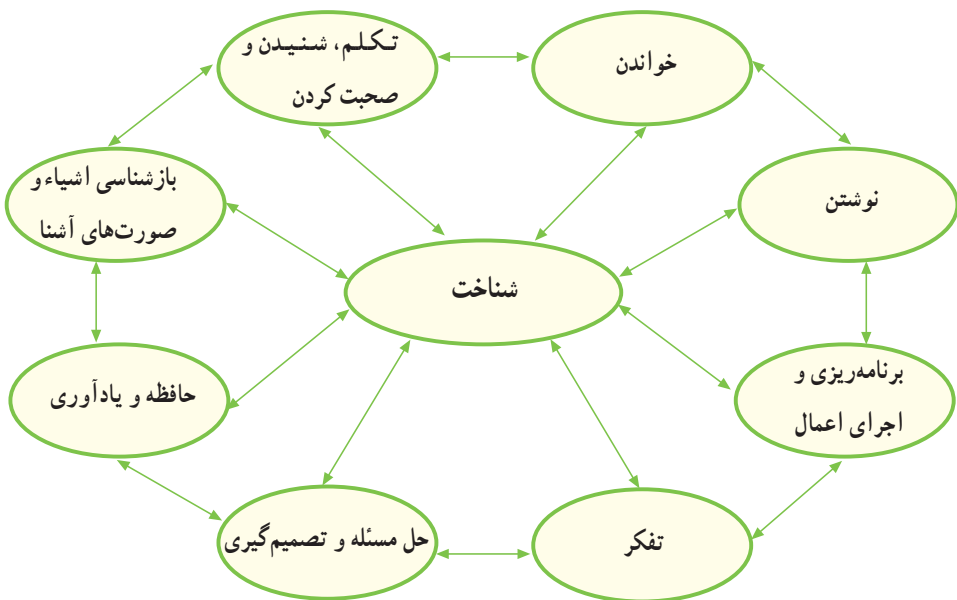 تکلم، شنیدن و
صحبت کردن
خواندن
بازشناسی اشیاء و
صورت‌های آشنا
نوشتن
شناخت
حافظه و یادآوری
برنامه‌ریزی و
اجرای اعمال
حل مسئله و تصمیم‌گیری
تفکر